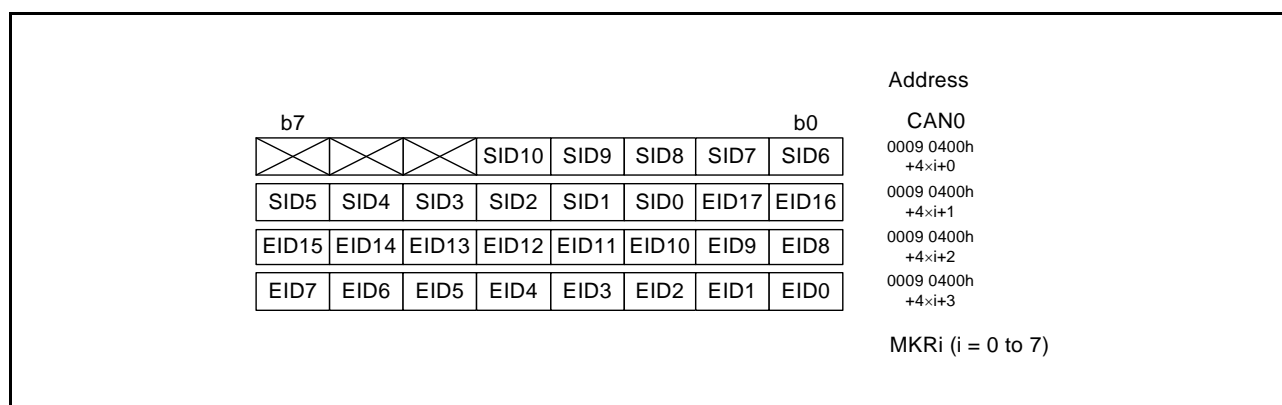 Address
b7 b0 CAN0
SID10 SID9 SID8 SID7 SID6 0009 0400h
+4×i+0
SID5 SID4 SID3 SID2 SID1 SID0 EID17 EID16 0009 0400h
+4×i+1
EID15 EID14 EID13 EID12 EID11 EID10 EID9 EID8 0009 0400h
+4×i+2
EID7 EID6 EID5 EID4 EID3 EID2 EID1 EID0 0009 0400h
+4×i+3
MKRi (i = 0 to 7)